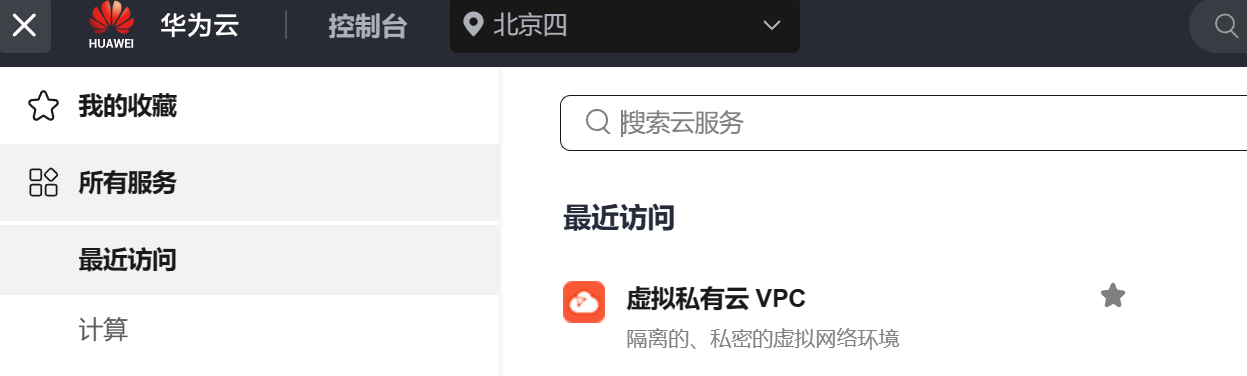 HUAWEI
华为云
控制台
北京四
我的收藏
所有服务
最近访问
计算
搜索云服务
最近访问
虚拟私有云 VPC
隔离的、私密的虚拟网络环境